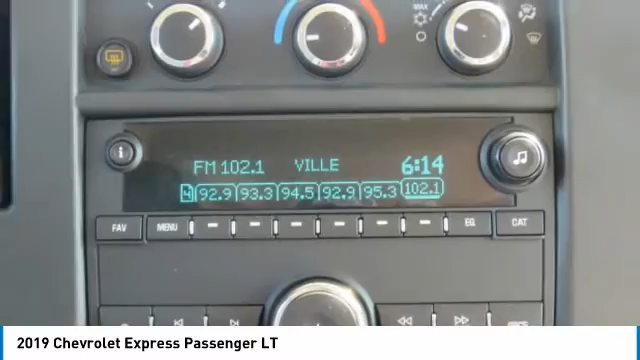 MAX
i
FM 102.1 VILLE 6:14
4 92.9 93.3 94.5 92.9 95.3 102.1
FAV MENU EQ CAT
2019 Chevrolet Express Passenger LT